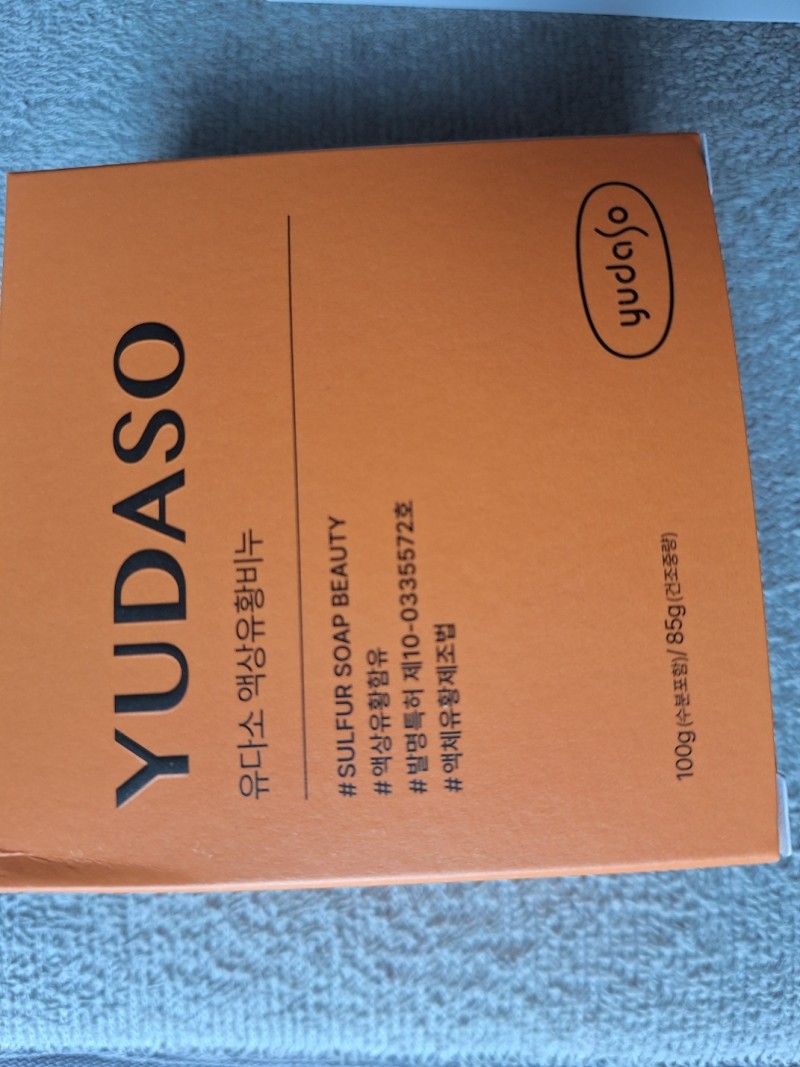 YUDASO
유다소 액상유황비누
#SULFUR SOAP BEAUTY
#액상유황함유
#발명특허 제10-0335572호
#액체유황제조법
100g(수분포함)/ 85g(건조중량)
yudaso